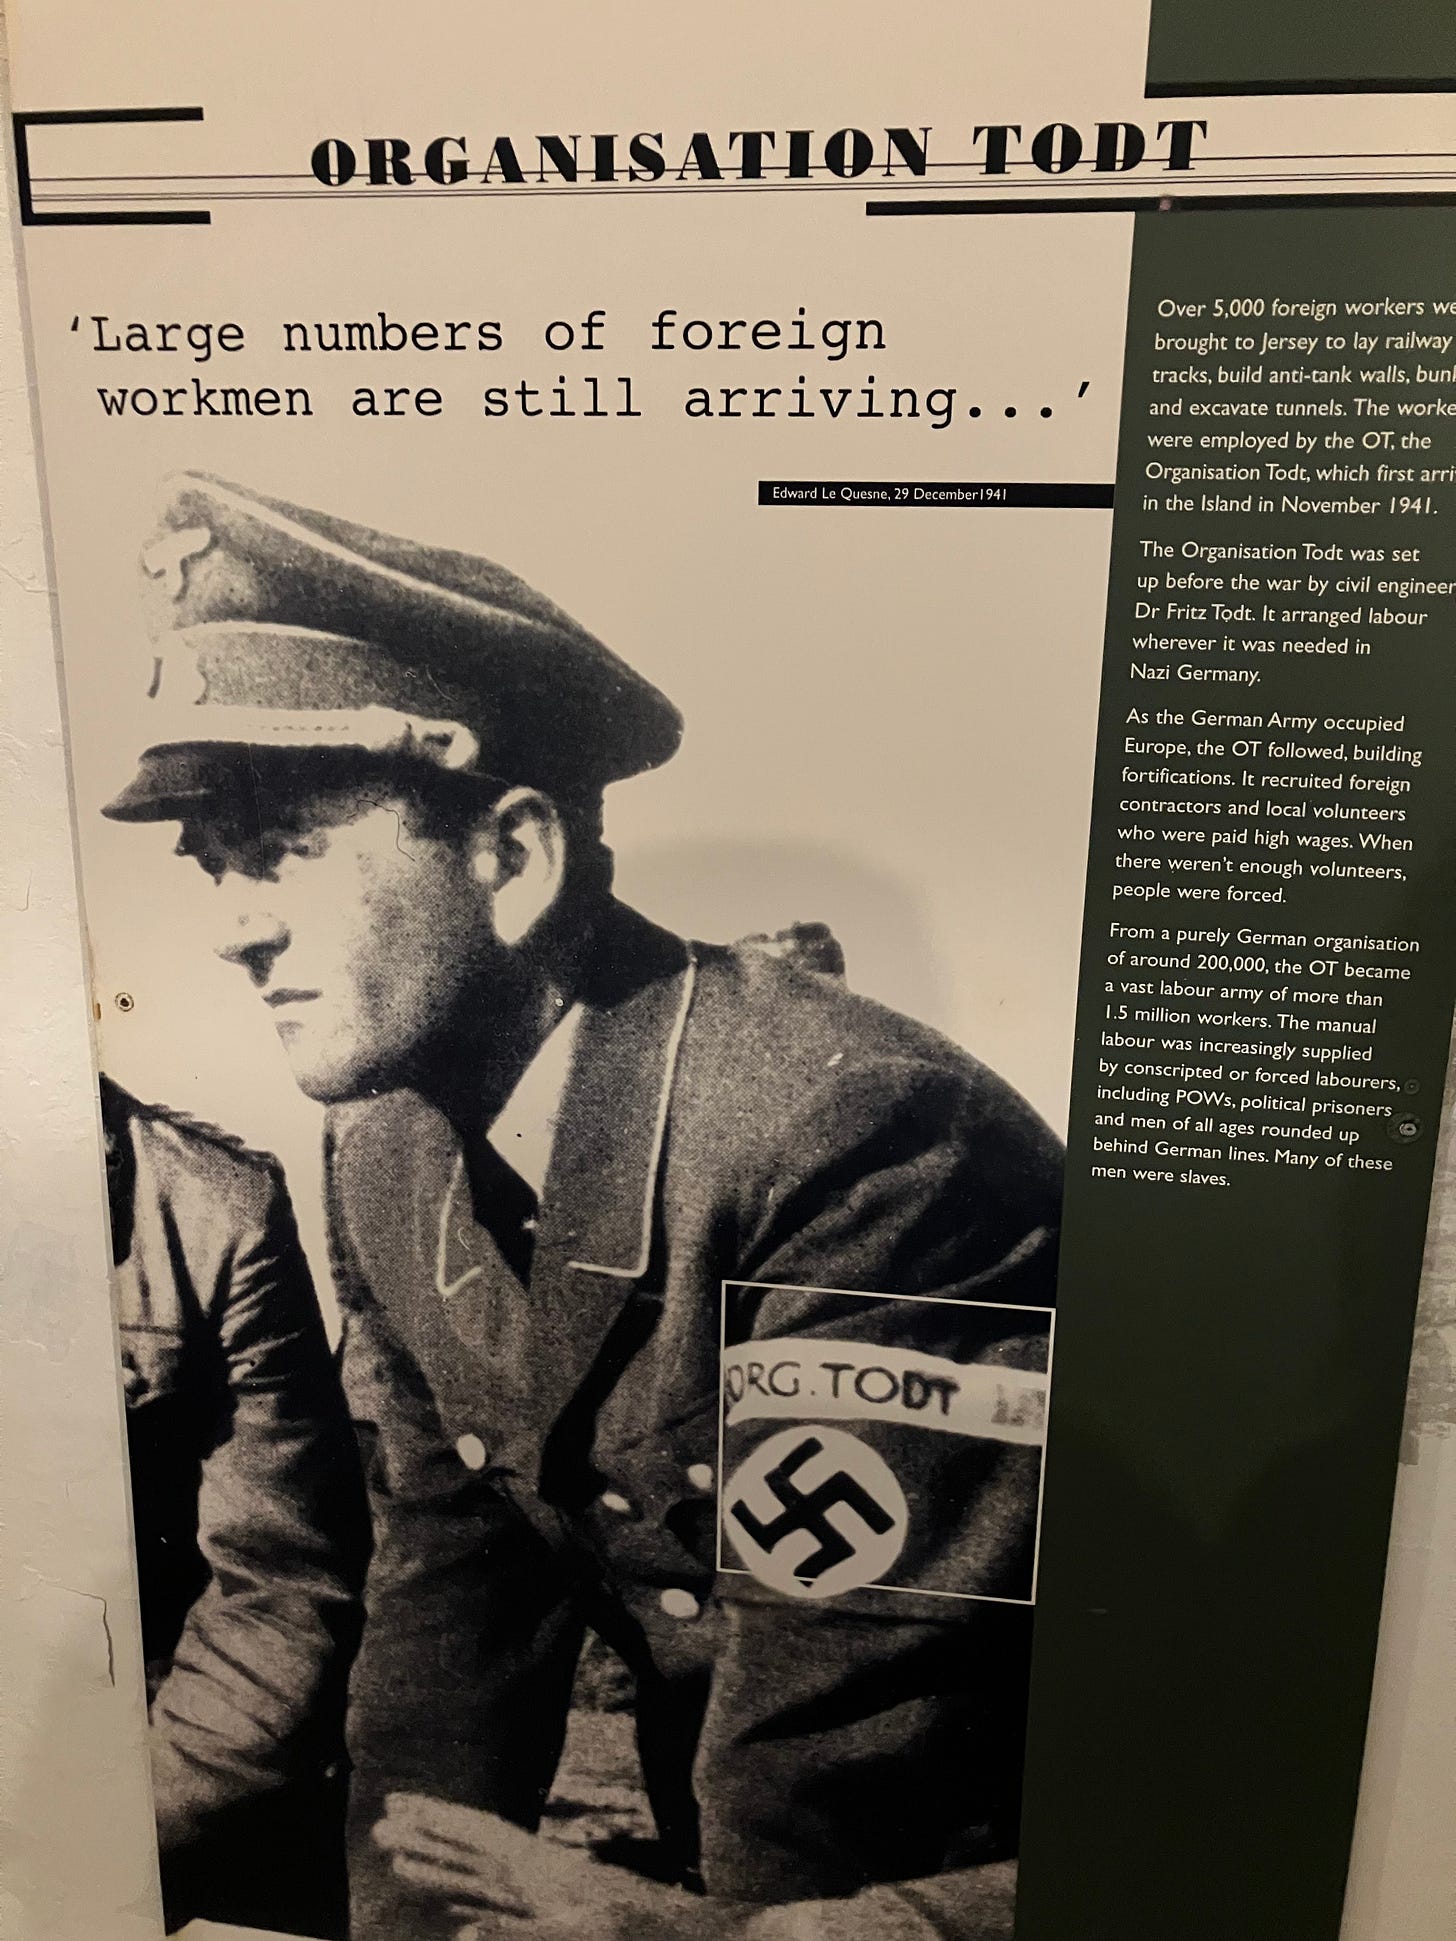 ORGANISATION TODT
'Large numbers of foreign
workmen are still arriving...'
Edward Le Quesne, 29 December1941
Over 5,000 foreign workers
brought to Jersey to lay railway
tracks, build anti-tank walls,
and excavate tunnels. The
were employed by the OT, the
Organisation Todt, which first
in the Island in November 1941.
The Organisation Todt was set
up before the war by civil engineer
Dr Fritz Todt. It arranged labour
wherever it was needed in
Nazi Germany.
As the German Army occupied
Europe, the OT followed, building
fortifications. It recruited foreign
contractors and local volunteers
who were paid high wages. When
there weren't enough volunteers,
people were forced.
From a purely German organisation
of around 200,000, the OT became
a vast labour army of more than
1.5 million workers. The manual
labour was increasingly supplied
by conscripted or forced labourers,
including POWs, political prisoners
and men of all ages rounded up
behind German lines. Many of these
men were slaves.
ORG.TODT